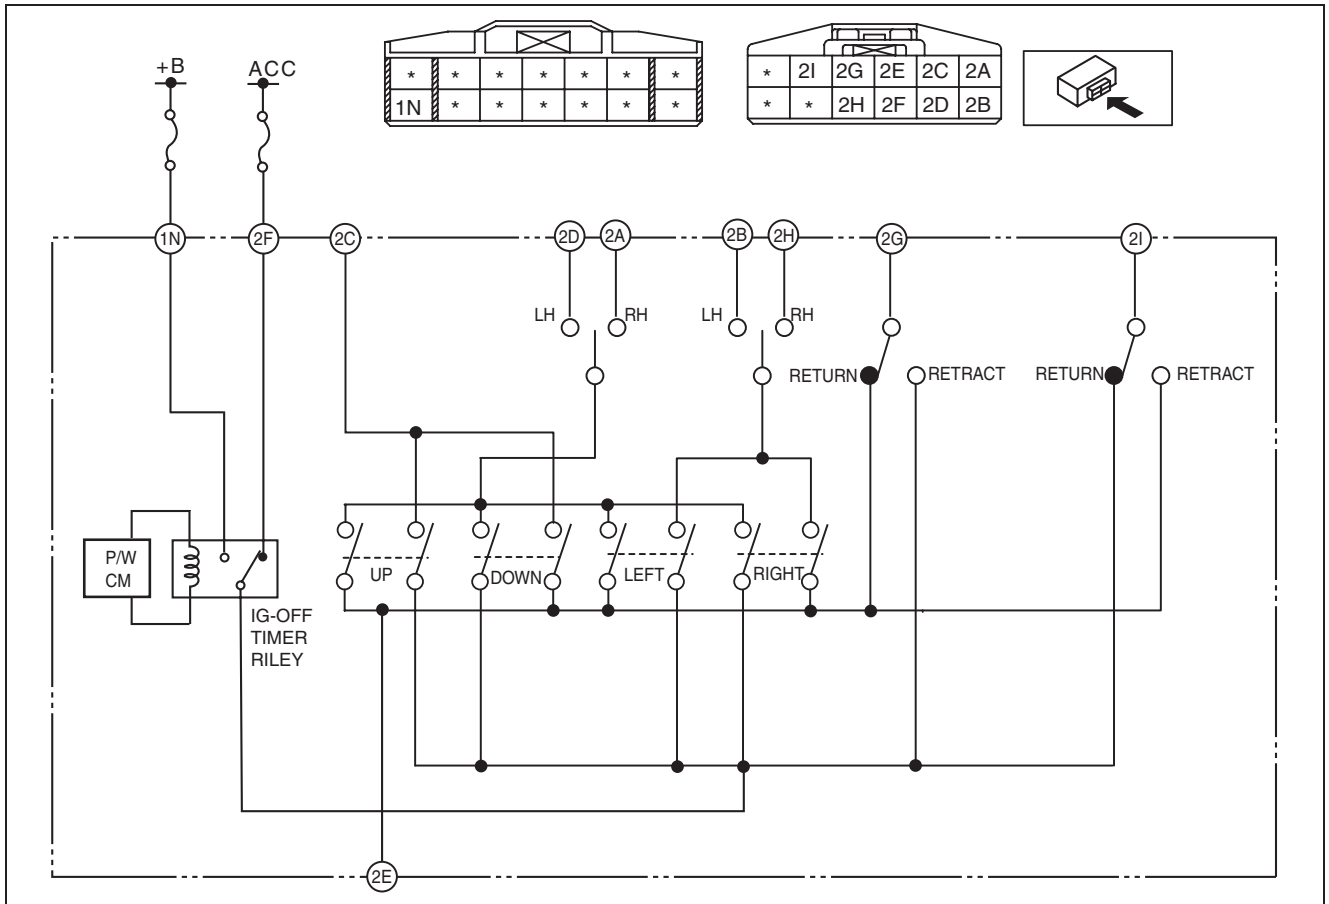 +B
ACC
* * * * * * *
1N * * * * * *
* 2I 2G 2E 2C 2A
* * 2H 2F 2D 2B
1N
2F
2C
2D
2A
2B
2H
2G
2I
LH
RH
LH
RH
RETURN
RETRACT
RETURN
RETRACT
P/W
CM
UP
DOWN
LEFT
RIGHT
IG-OFF
TIMER
RILEY
2E